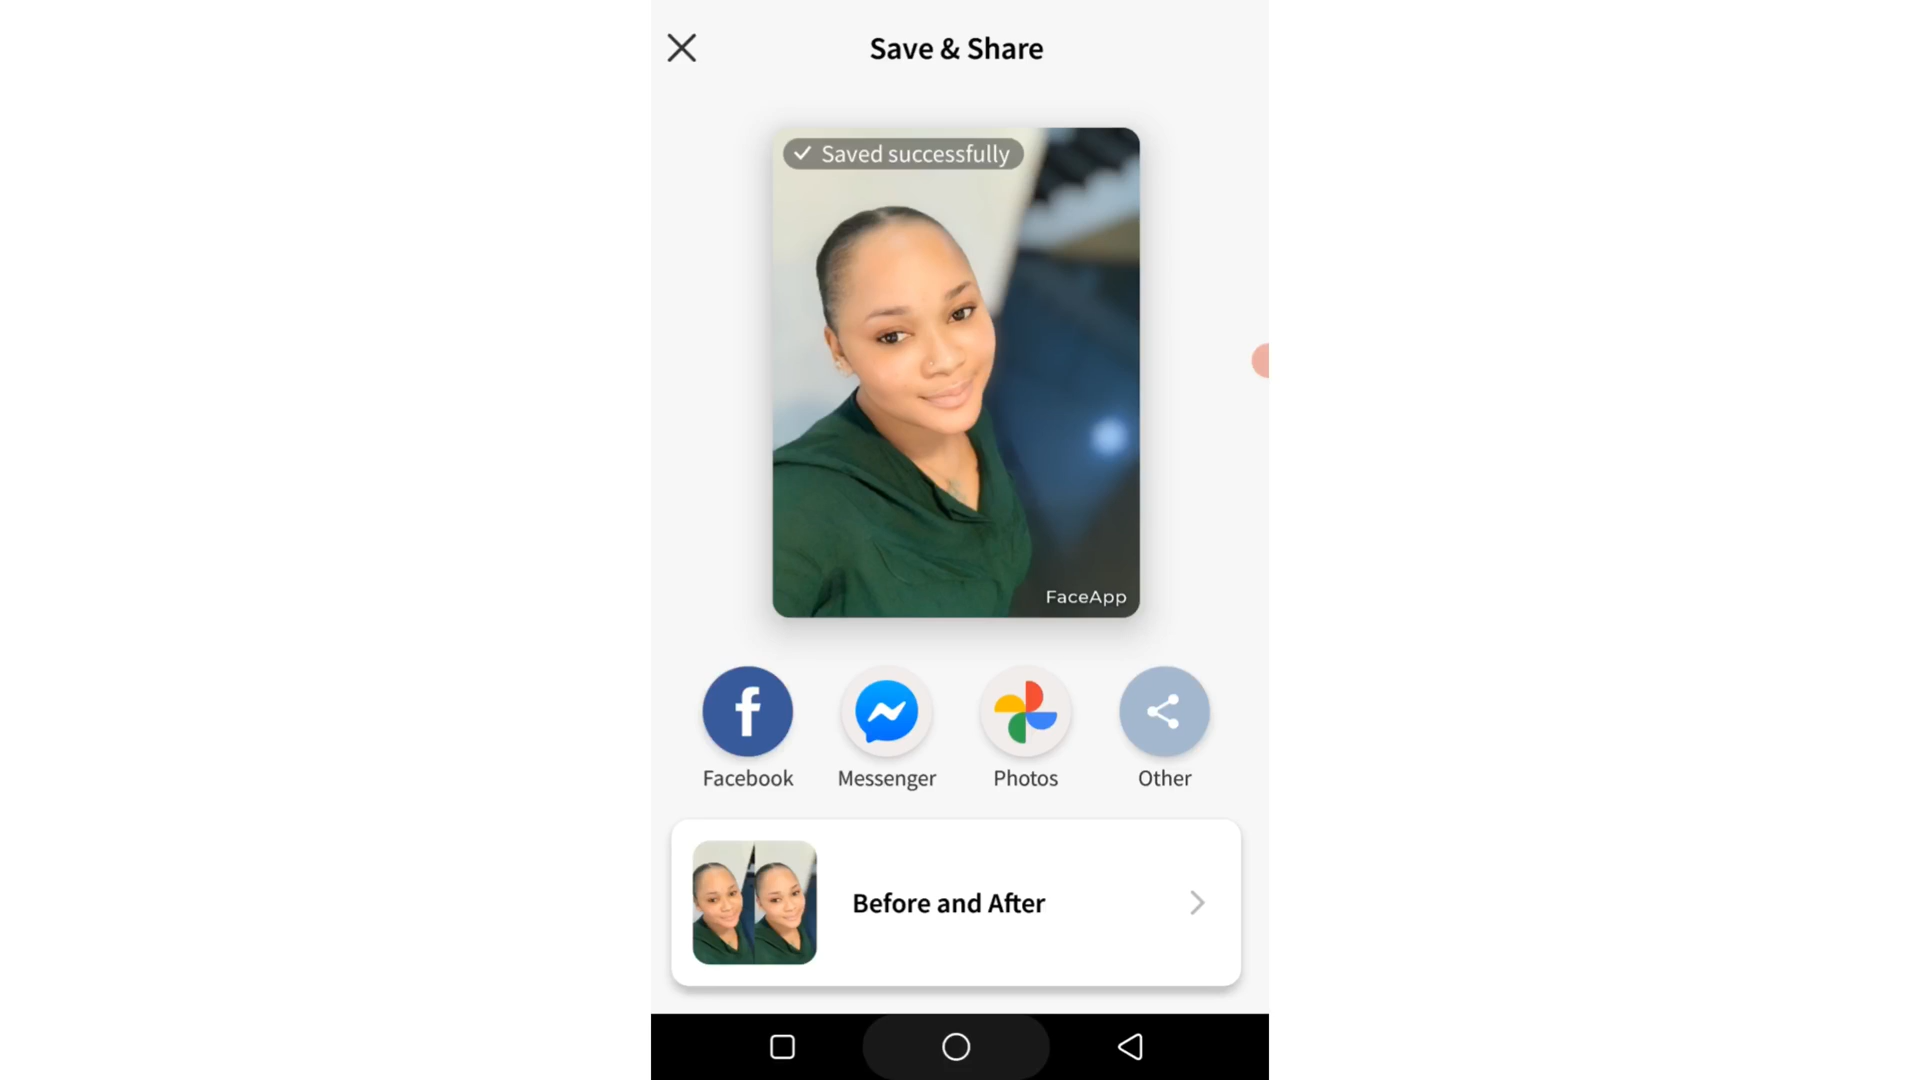 Save & Share
Saved successfully
FaceApp
Facebook
Messenger
Photos
Other
Before and After